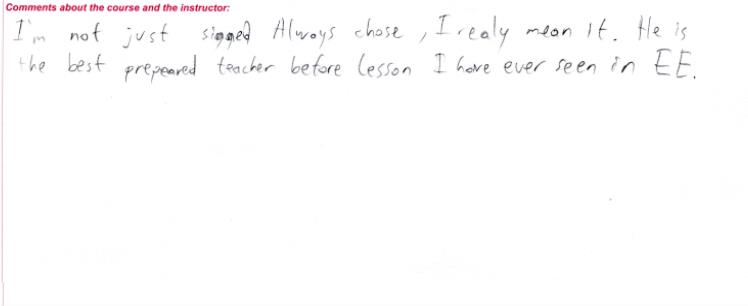 Comments about the course and the instructor:
I'm not just signed Always chose, I realy mean it. He is
the best prepeared teacher before lesson I have ever seen in EE.